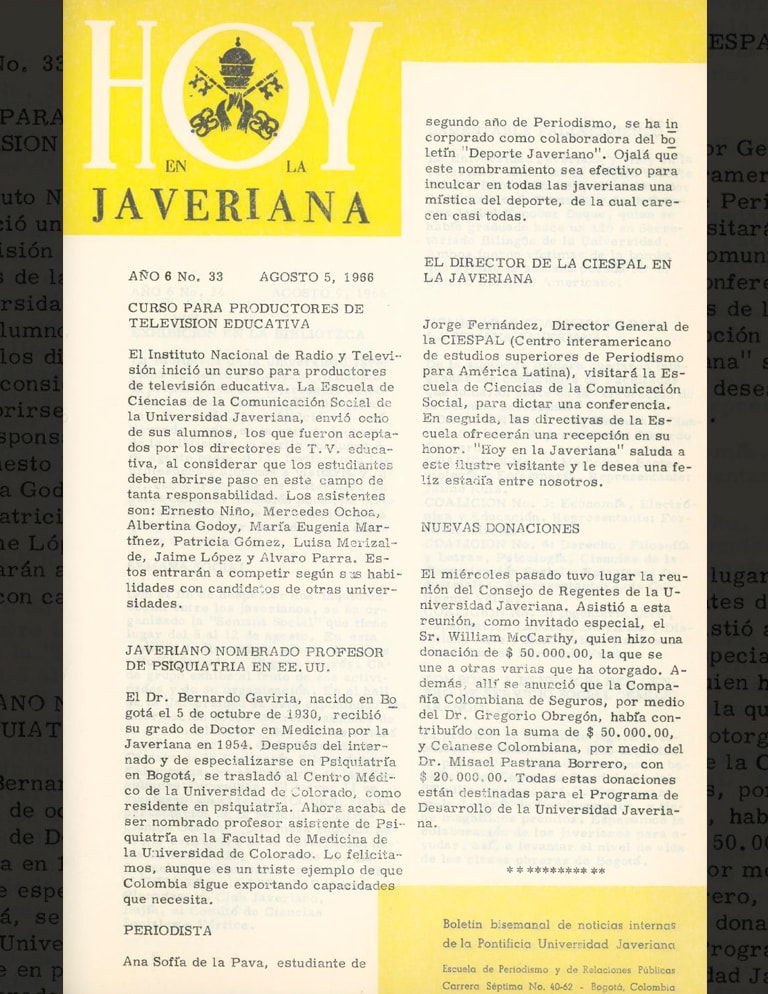 HOY
EN LA
JAVERIANA
AÑO 6 No. 33 AGOSTO 5, 1966
CURSO PARA PRODUCTORES DE
TELEVISION EDUCATIVA
El Instituto Nacional de Radio y Televi-
sión inició un curso para productores
de televisión educativa. La Escuela de
Ciencias de la Comunicación Social de
la Universidad Javeriana, envió ocho
de sus alumnos, los que fueron acepta-
dos por los directores de T.V. educa-
tiva, al considerar que los estudiantes
deben abrirse paso en este campo de
tanta responsabilidad. Los asistentes
son: Ernesto Niño, Mercedes Ochoa,
Albertina Godoy, María Eugenia Mar-
tínez, Patricia Gómez, Luisa Merizal-
de, Jaime López y Alvaro Parra. Es-
tos entrarán a competir según sus habi-
lidades con candidatos de otras univer-
sidades.
JAVERIANO NOMBRADO PROFESOR
DE PSIQUIATRIA EN EE.UU.
El Dr. Bernardo Gaviria, nacido en Bo
gotá el 5 de octubre de 1930, recibió
su grado de Doctor en Medicina por la
Javeriana en 1954. Después del inter-
nado y de especializarse en Psiquiatría
en Bogotá, se trasladó al Centro Médi-
co de la Universidad de Colorado, como
residente en psiquiatría. Ahora acaba de
ser nombrado profesor asistente de Psi-
quiatría en la Facultad de Medicina de
la Universidad de Colorado. Lo felicita-
mos, aunque es un triste ejemplo de que
Colombia sigue exportando capacidades
que necesita.
PERIODISTA
Ana Sofía de la Pava, estudiante de
segundo año de Periodismo, se ha in
corporado como colaboradora del bo
letín "Deporte Javeriano". Ojalá que
este nombramiento sea efectivo para
inculcar en todas las javerianas una
mística del deporte, de la cual care-
cen casi todas.
EL DIRECTOR DE LA CIESPAL EN
LA JAVERIANA
Jorge Fernández, Director General de
la CIESPAL (Centro interamericano
de estudios superiores de Periodismo
para América Latina), visitará la Es-
cuela de Ciencias de la Comunicación
Social, para dictar una conferencia.
En seguida, las directivas de la Es-
cuela ofrecerán una recepción en su
honor. "Hoy en la Javeriana" saluda a
este ilustre visitante y le desea una fe-
liz estadía entre nosotros.
NUEVAS DONACIONES
El miércoles pasado tuvo lugar la reu-
nión del Consejo de Regentes de la U-
niversidad Javeriana. Asistió a esta
reunión, como invitado especial, el
Sr. William McCarthy, quien hizo una
donación de $ 50.000.00, la que se
une a otras varias que ha otorgado. A-
demás, allí se anunció que la Compa-
ñía Colombiana de Seguros, por medio
del Dr. Gregorio Obregón, había con-
tribuído con la suma de $ 50.000.00,
y Celanese Colombiana, por medio del
Dr. Misael Pastrana Borrero, con
$ 20.000.00. Todas estas donaciones
están destinadas para el Programa de
Desarrollo de la Universidad Javeria-
na.
** ********* **
Boletín bisemanal de noticias internas
de la Pontificia Universidad Javeriana
Escuela de Periodismo y de Relaciones Públicas
Carrera Séptima No. 40-62 - Bogotá, Colombia